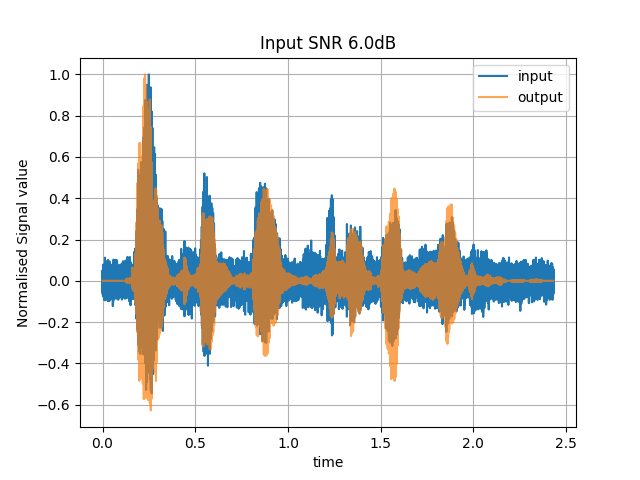 Input SNR 6.0dB
input
output
Normalised Signal value
1.0
0.8
0.6
0.4
0.2
0.0
−0.2
−0.4
−0.6
0.0 0.5 1.0 1.5 2.0 2.5
time